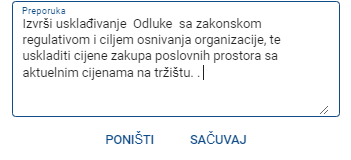 Preporuka
Izvrši usklađivanje  Odluke  sa zakonskom
regulativom i ciljem osnivanja organizacije, te
uskladiti cijene zakupa poslovnih prostora sa
aktuelnim cijenama na tržištu. .
PONIŠTI SAČUVAJ